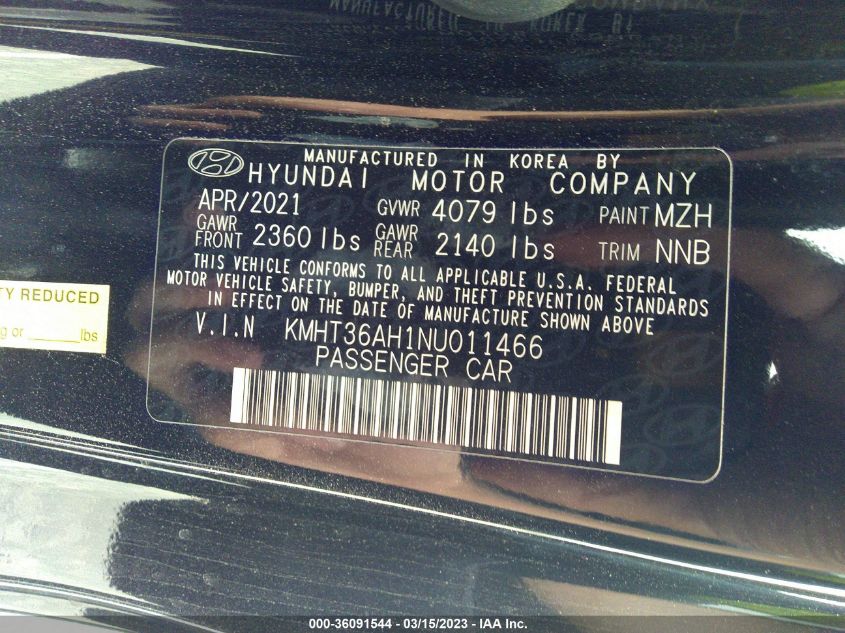 MANUFACTURED IN KOREA BY
HYUNDAI MOTOR COMPANY
APR/2021 GVWR 4079 lbs PAINT MZH
GAWR FRONT 2360 lbs GAWR REAR 2140 lbs TRIM NNB
THIS VEHICLE CONFORMS TO ALL APPLICABLE U.S.A. FEDERAL
MOTOR VEHICLE SAFETY, BUMPER, AND THEFT PREVENTION STANDARDS
IN EFFECT ON THE DATE OF MANUFACTURE SHOWN ABOVE
V.I.N KMHT36AH1NU011466
PASSENGER CAR
TY REDUCED
g or _____lbs
000-36091544 - 03/15/2023 - IAA Inc.